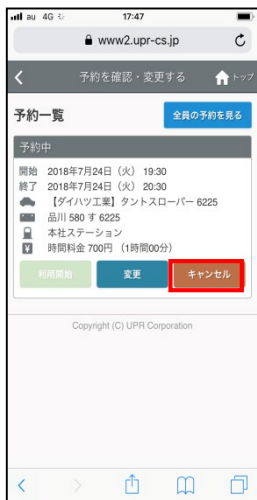 au 4G 17:47
www2.upr-cs.jp
予約を確認・変更する トップ
予約一覧 全員の予約を見る
予約中
開始 2018年7月24日（火） 19:30
終了 2018年7月24日（火） 20:30
【ダイハツ工業】タントスローパー 6225
品川 580 す 6225
本社ステーション
¥ 時間料金 700円 （1時間00分）
利用開始 変更 キャンセル
Copyright (C) UPR Corporation